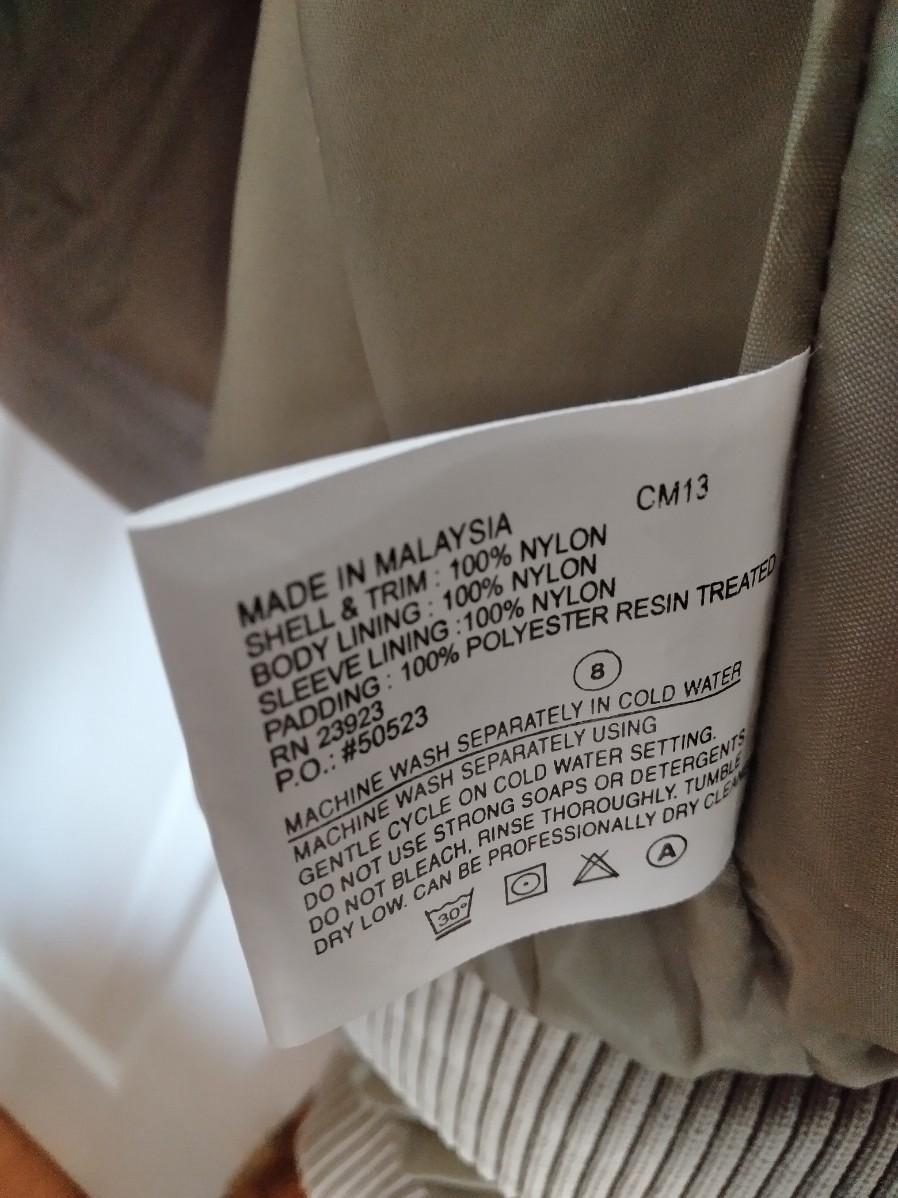 CM13
MADE IN MALAYSIA
SHELL & TRIM : 100% NYLON
BODY LINING : 100% NYLON
SLEEVE LINING :100% NYLON
PADDING : 100% POLYESTER RESIN TREATED
RN 23923
P.O.: #50523
8
MACHINE WASH SEPARATELY IN COLD WATER
MACHINE WASH SEPARATELY USING
GENTLE CYCLE ON COLD WATER SETTING.
DO NOT USE STRONG SOAPS OR DETERGENTS
DO NOT BLEACH, RINSE THOROUGHLY. TUMBLE
DRY LOW. CAN BE PROFESSIONALLY DRY CLEAN
30°
A